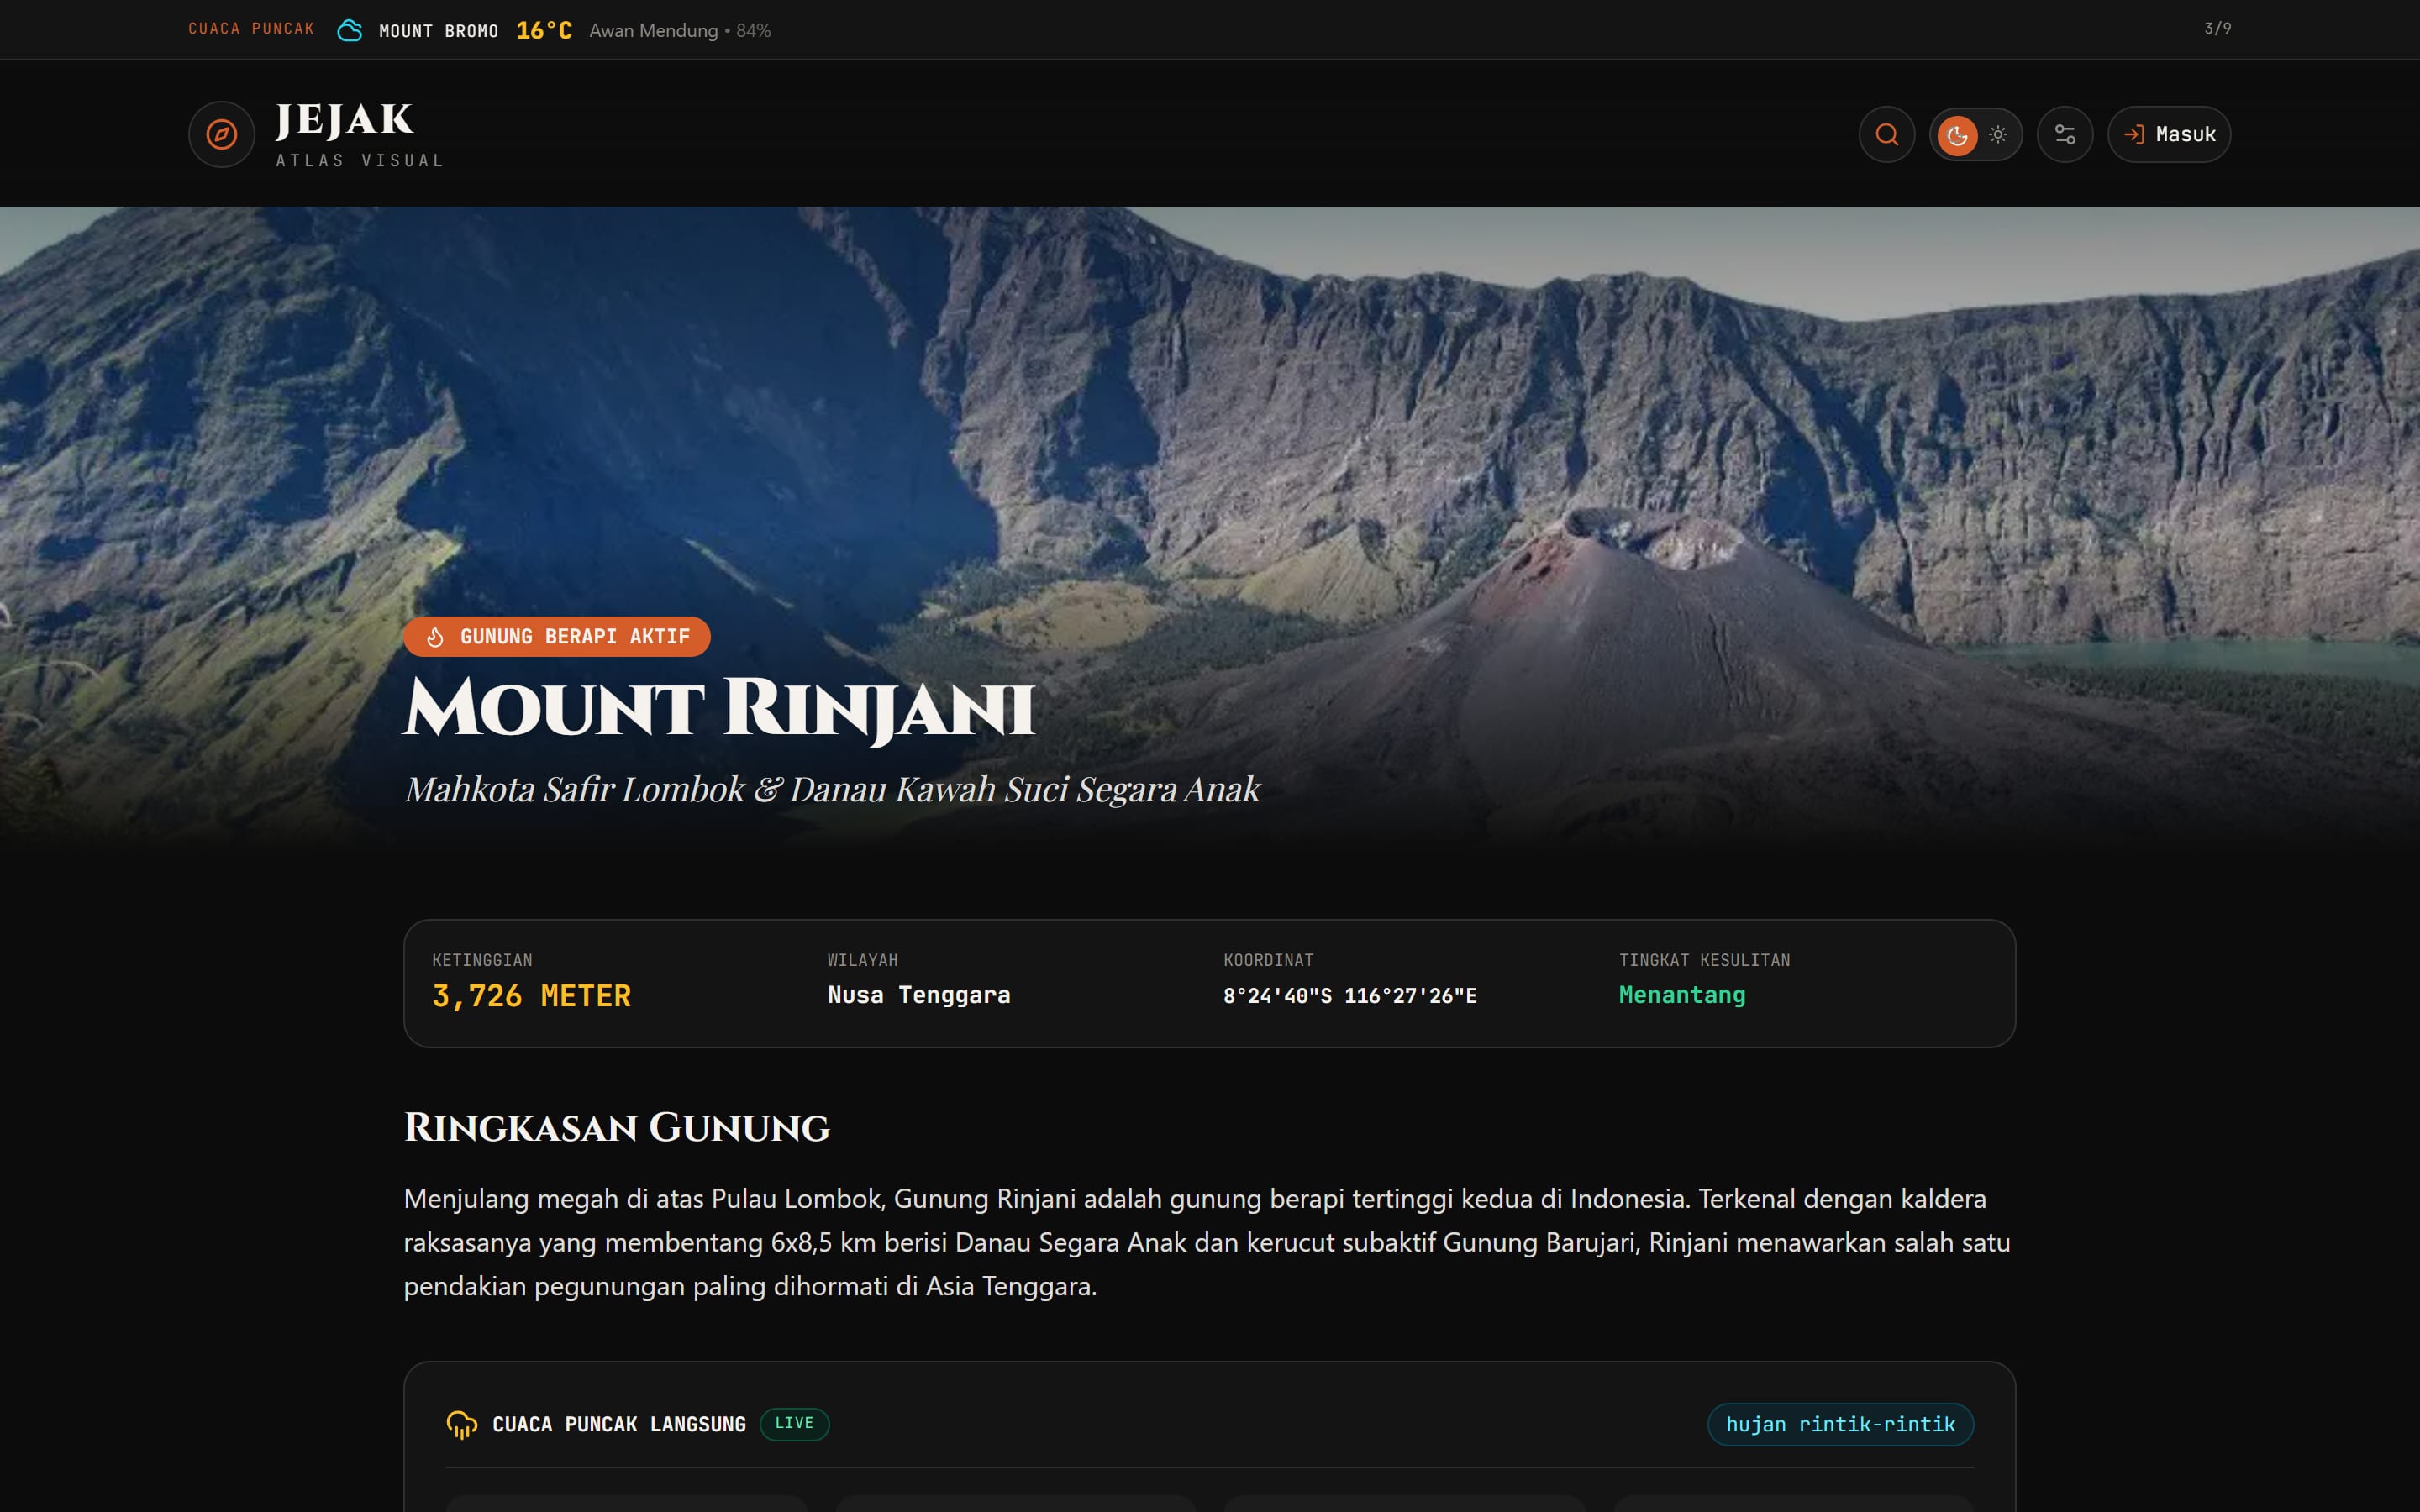 CUACA PUNCAK MOUNT BROMO 16°C Awan Mendung • 84% 3/9
JEJAK
ATLAS VISUAL
Masuk
GUNUNG BERAPI AKTIF
MOUNT RINJANI
Mahkota Safir Lombok & Danau Kawah Suci Segara Anak
KETINGGIAN WILAYAH KOORDINAT TINGKAT KESULITAN
3,726 METER Nusa Tenggara 8°24'40"S 116°27'26"E Menantang
RINGKASAN GUNUNG
Menjulang megah di atas Pulau Lombok, Gunung Rinjani adalah gunung berapi tertinggi kedua di Indonesia. Terkenal dengan kaldera
raksasanya yang membentang 6x8,5 km berisi Danau Segara Anak dan kerucut subaktif Gunung Barujari, Rinjani menawarkan salah satu
pendakian pegunungan paling dihormati di Asia Tenggara.
CUACA PUNCAK LANGSUNG LIVE hujan rintik-rintik